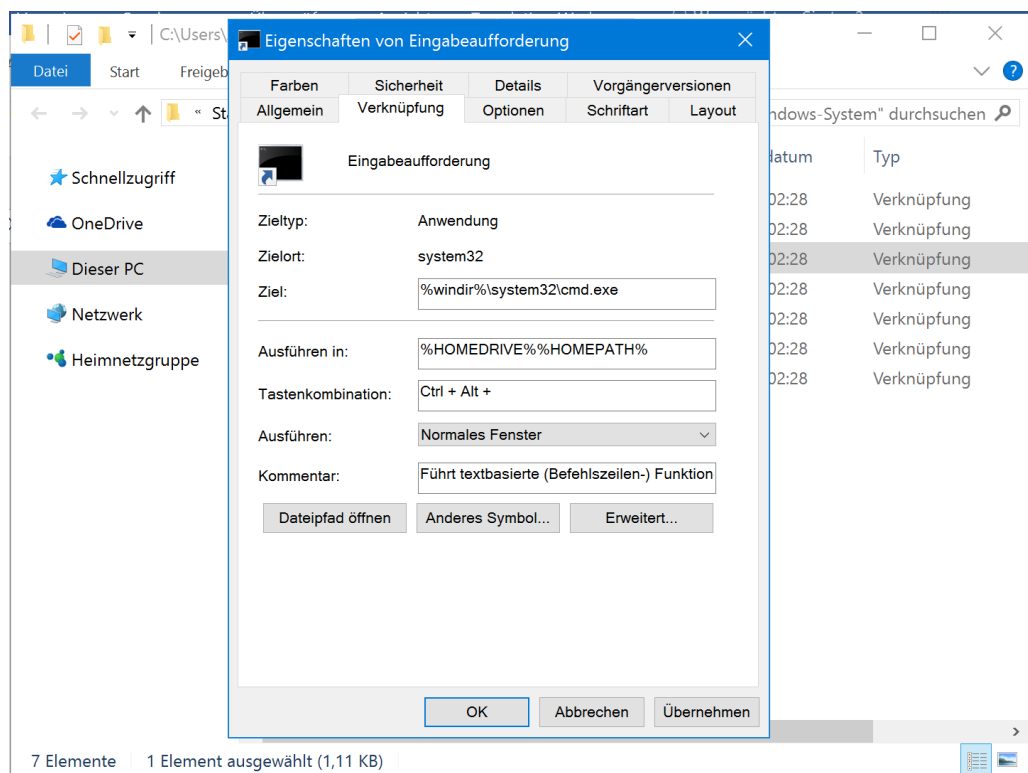 C:\Users\
Eigenschaften von Eingabeaufforderung
Datei Start Freigeb
?
« St
ndows-System" durchsuchen
Farben Sicherheit Details Vorgängerversionen
Allgemein Verknüpfung Optionen Schriftart Layout
Eingabeaufforderung
Zieltyp: Anwendung
Zielort: system32
Ziel: %windir%\system32\cmd.exe
Ausführen in: %HOMEDRIVE%%HOMEPATH%
Tastenkombination: Ctrl + Alt +
Ausführen: Normales Fenster
Kommentar: Führt textbasierte (Befehlszeilen-) Funktion
Dateipfad öffnen Anderes Symbol... Erweitert...
OK Abbrechen Übernehmen
Schnellzugriff
OneDrive
Dieser PC
Netzwerk
Heimnetzgruppe
datum Typ
02:28 Verknüpfung
02:28 Verknüpfung
02:28 Verknüpfung
02:28 Verknüpfung
02:28 Verknüpfung
02:28 Verknüpfung
02:28 Verknüpfung
7 Elemente 1 Element ausgewählt (1,11 KB)